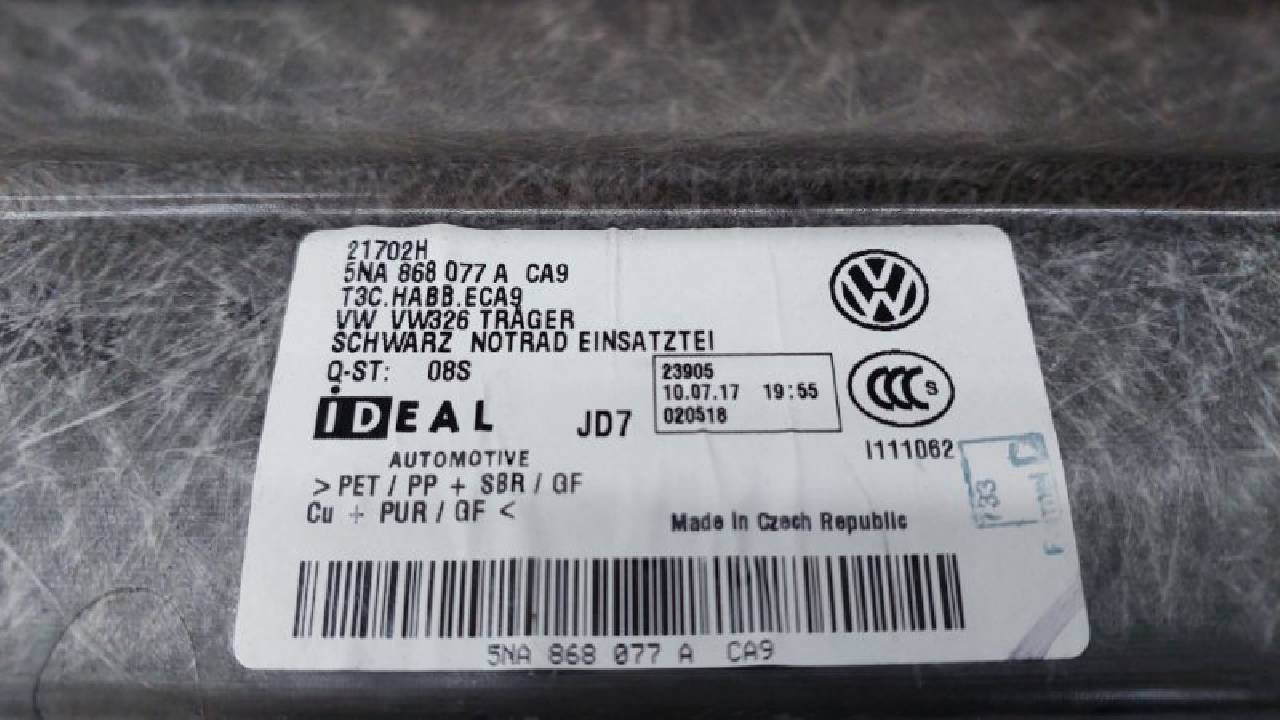 21702H
5NA 868 077 A CA9
T3C.HABB.ECA9
VW VW326 TRÄGER
SCHWARZ NOTRAD EINSATZTEI
Q-ST: 08S
23905
10.07.17 19:55
020518
CCC S
I111062
iDEAL
AUTOMOTIVE
JD7
> PET / PP + SBR / GF
Cu + PUR / GF <
Made in Czech Republic
733
5NA 868 077 A CA9